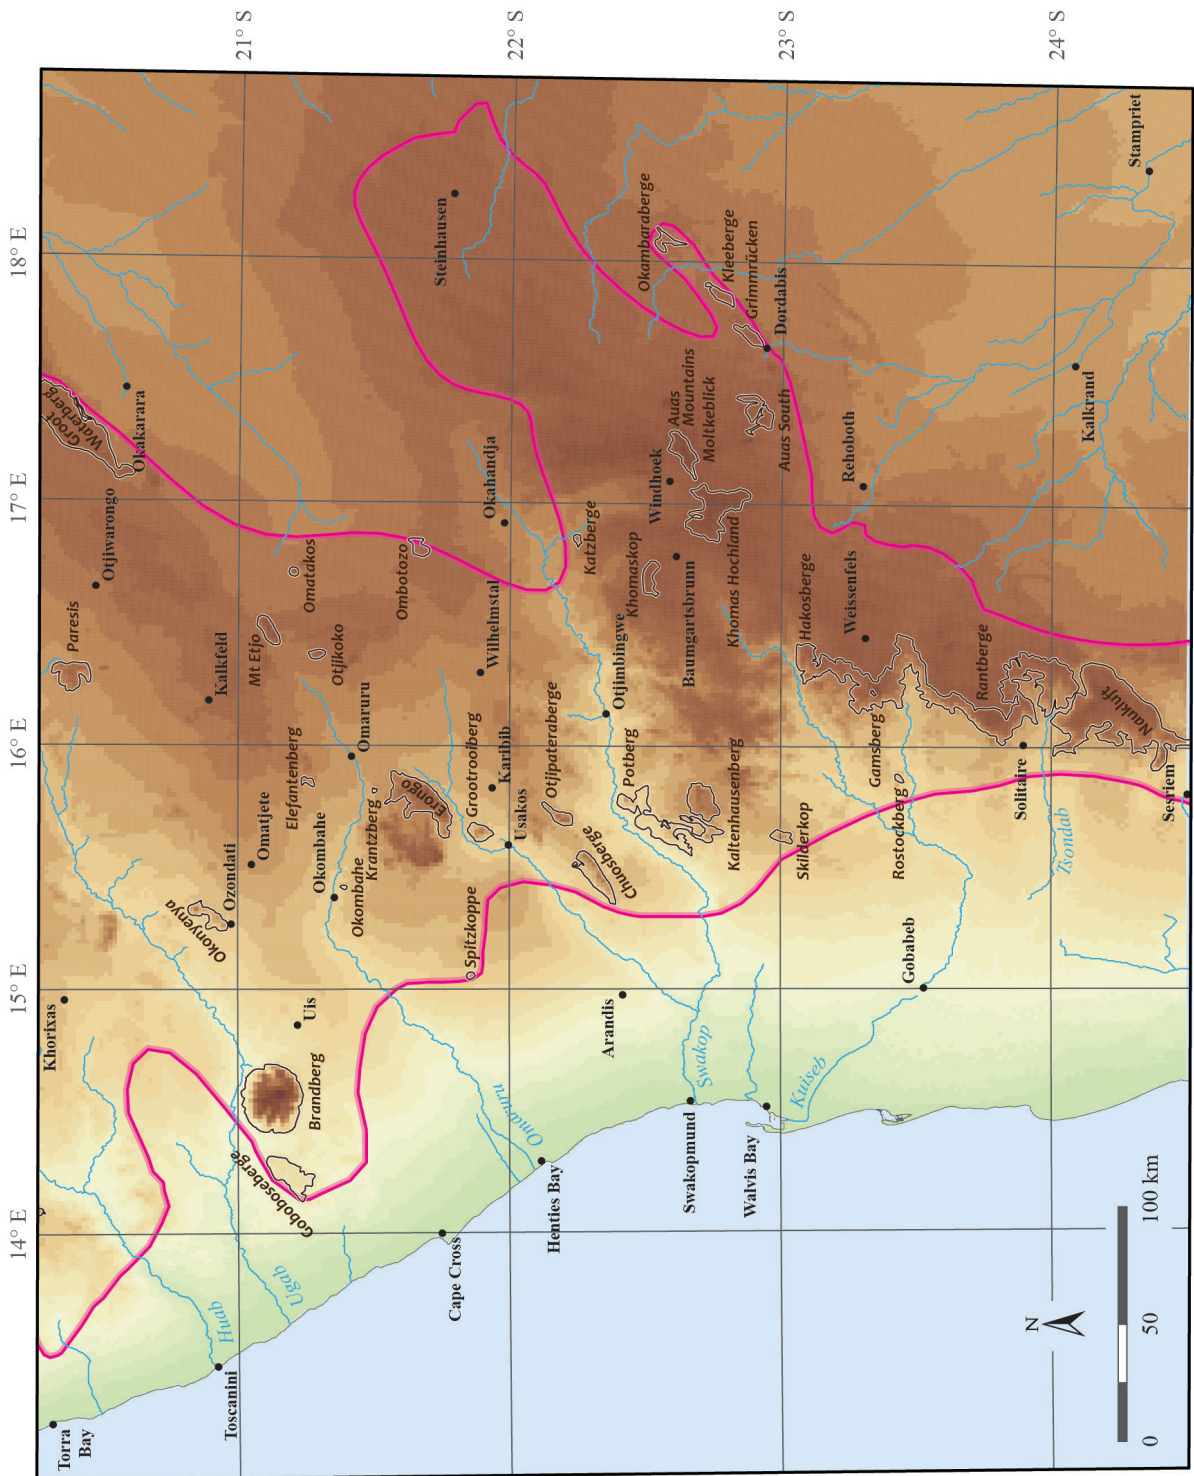 14° E
15° E
16° E
17° E
18° E
Torra
Bay
Khorixas
Paresis
Groot
Waterberg
Otjiwarongo
Okakarara
Toscanini
Huab
Okonyenya
Ozondati
Kalkfeld
21° S
Omatjete
Mt Etjo
Goboboseberge
Ugab
Brandberg
Uis
Elefantenberg
Omatakos
Okombahe
Okombahe
Krantzberg
Omaruru
Otjikoko
Ombotozo
Cape Cross
Spitzkoppe
Erongo
Grootrooiberg
Karibib
Wilhelmstal
Okahandja
Steinhausen
Usakos
22° S
Henties Bay
Omaruru
Otjipateraberge
Chuosberge
Katzberge
Otjimbingwe
Arandis
Potberg
Khomaskop
Windhoek
Okambaraberge
Swakopmund
Swakop
Baumgartsbrunn
Auas
Mountains
Moltkeblick
Kaltenhausenberg
Khomas Hochland
Kleeberge
Grimmrücken
Walvis Bay
Dordabis
Auas South
23° S
Kuiseb
Skilderkop
Hakosberge
Weissenfels
Rehoboth
Gamsberg
Rostockberg
Gobabeb
Rantberge
Solitaire
Tsondab
24° S
Kalkrand
Naukluft
Stampriet
Sesriem
N
0
50
100 km